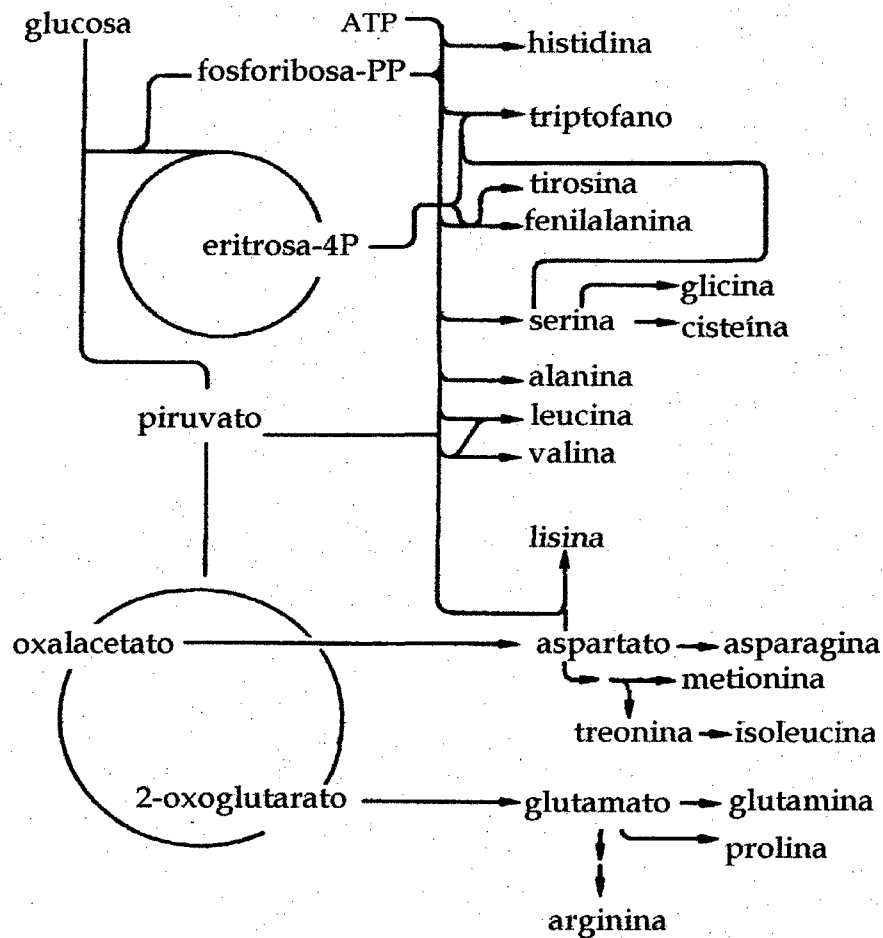 glucosa
ATP
histidina
fosforibosa-PP
triptofano
tirosina
fenilalanina
eritrosa-4P
glicina
serina
cisteína
alanina
piruvato
leucina
valina
lisina
oxalacetato
aspartato
asparagina
metionina
treonina
isoleucina
2-oxoglutarato
glutamato
glutamina
prolina
arginina